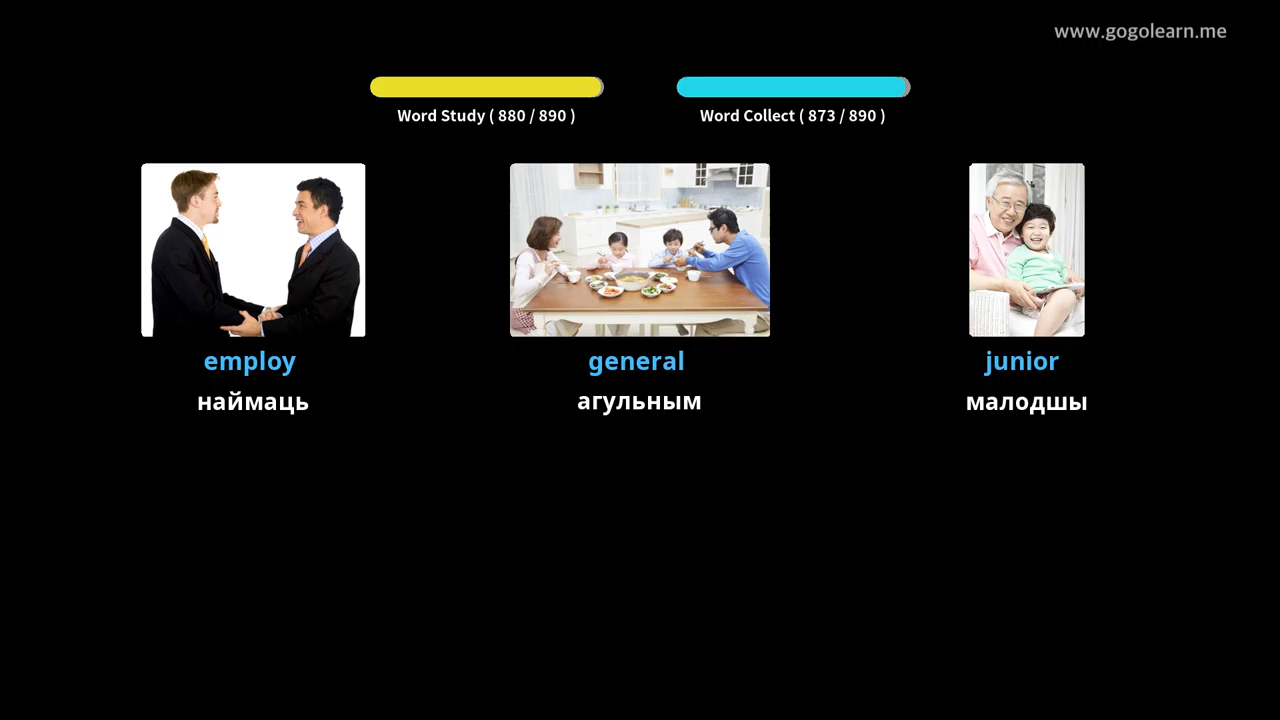 www.gogolearn.me
Word Study ( 880 / 890 )
Word Collect ( 873 / 890 )
employ
general
junior
наймаць
агульным
малодшы